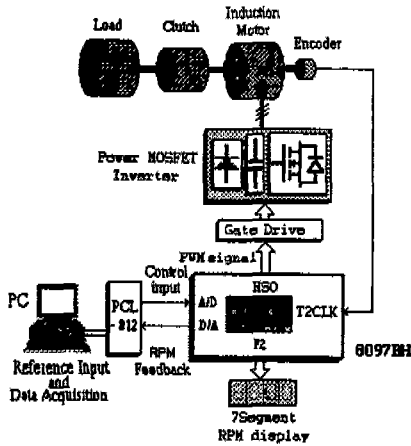 Induction
Motor
Load
Clutch
Encoder
Power MOSFET
Inverter
Gate Drive
PWM signal
Control
input
PC
PCL
-812
A/D
HSO
T2CLK
D/A
P2
8097BH
RPM
Feedback
Reference Input
and
Data Acquisition
7Segment
RPM display